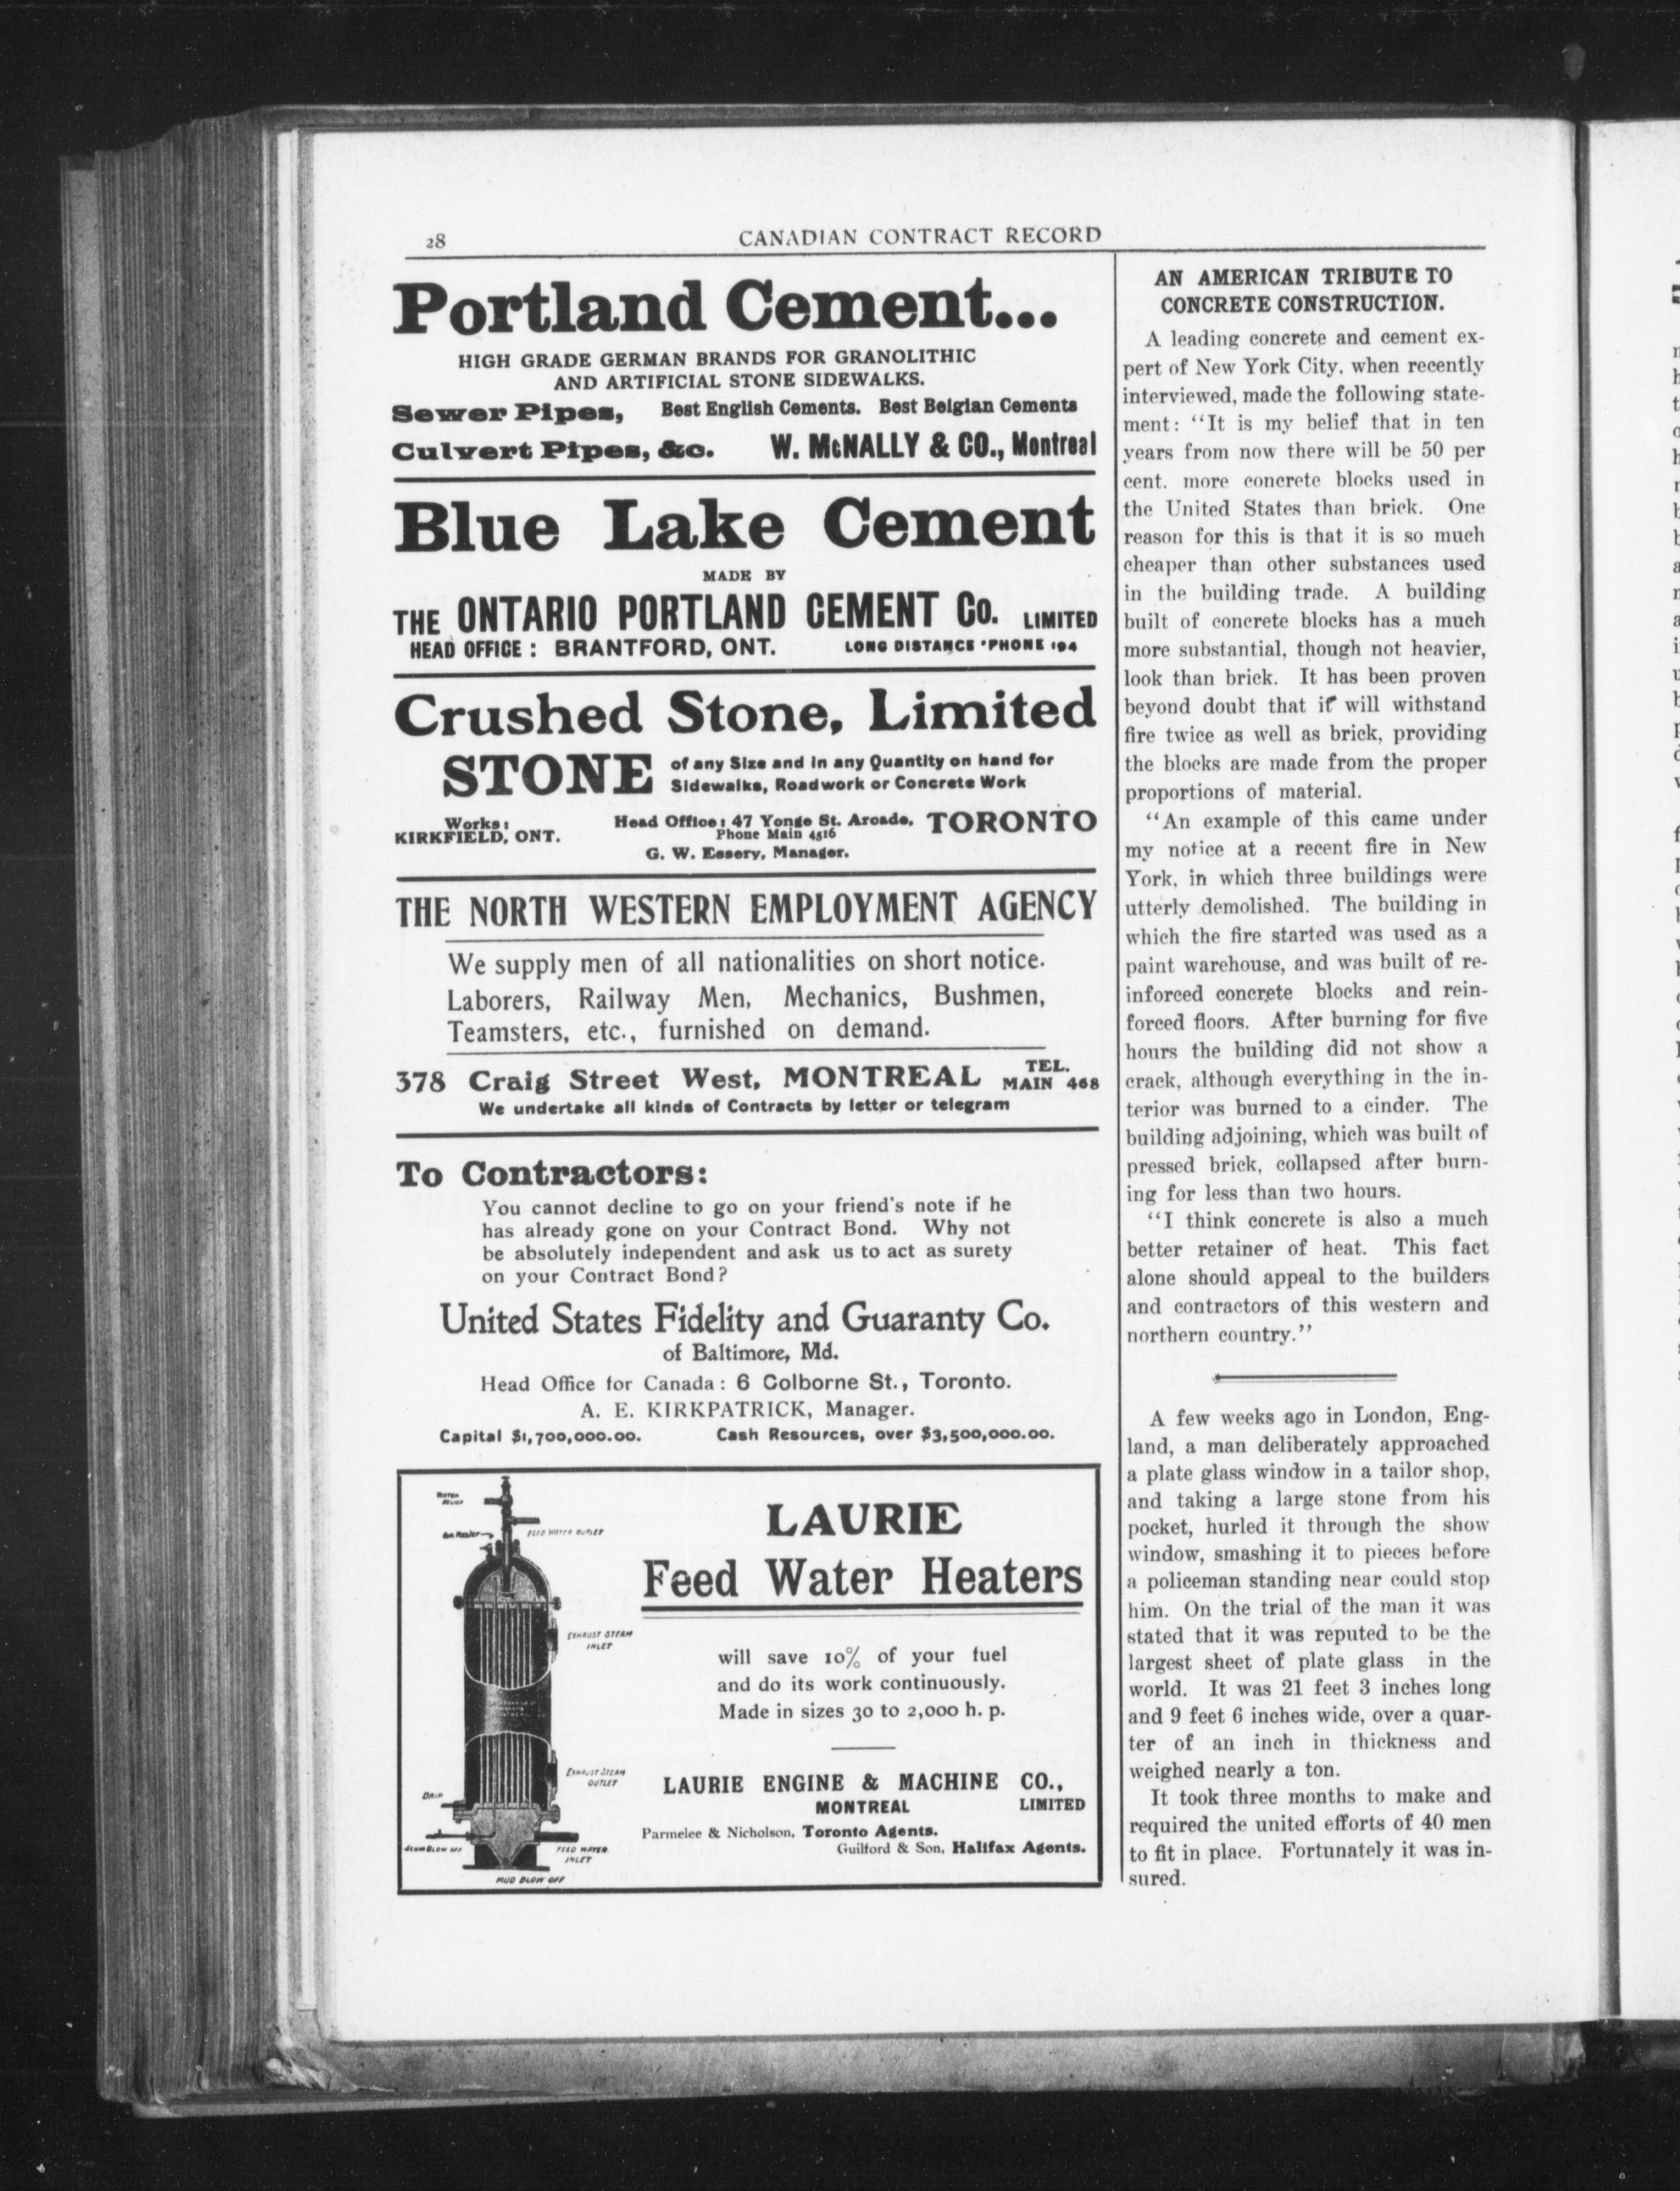 28
CANADIAN CONTRACT RECORD
Portland Cement...
HIGH GRADE GERMAN BRANDS FOR GRANOLITHIC
AND ARTIFICIAL STONE SIDEWALKS.
Sewer Pipes, Best English Cements. Best Belgian Cements
Culvert Pipes, &c. W. McNALLY & CO., Montreal
Blue Lake Cement
MADE BY
THE ONTARIO PORTLAND CEMENT CO. LIMITED
HEAD OFFICE: BRANTFORD, ONT. LONG DISTANCE 'PHONE 194
Crushed Stone, Limited
STONE of any Size and in any Quantity on hand for
Sidewalks, Roadwork or Concrete Work
Works:
KIRKFIELD, ONT.
Head Office: 47 Yonge St. Arcade, TORONTO
Phone Main 4516
G. W. Essery, Manager.
THE NORTH WESTERN EMPLOYMENT AGENCY
We supply men of all nationalities on short notice.
Laborers, Railway Men, Mechanics, Bushmen,
Teamsters, etc., furnished on demand.
378 Craig Street West, MONTREAL TEL. MAIN 468
We undertake all kinds of Contracts by letter or telegram
To Contractors:
You cannot decline to go on your friend's note if he
has already gone on your Contract Bond. Why not
be absolutely independent and ask us to act as surety
on your Contract Bond?
United States Fidelity and Guaranty Co.
of Baltimore, Md.
Head Office for Canada: 6 Colborne St., Toronto.
A. E. KIRKPATRICK, Manager.
Capital $1,700,000.00. Cash Resources, over $3,500,000.00.
WATER
RELIEF
FEED WATER OUTLET
EXHAUST STEAM
INLET
EXHAUST STEAM
OUTLET
DRIP
SCUM BLOW OFF
FEED WATER
INLET
MUD BLOW OFF
LAURIE
Feed Water Heaters
will save 10% of your fuel
and do its work continuously.
Made in sizes 30 to 2,000 h. p.
LAURIE ENGINE & MACHINE CO.,
MONTREAL LIMITED
Parmelee & Nicholson, Toronto Agents.
Guilford & Son, Halifax Agents.
AN AMERICAN TRIBUTE TO
CONCRETE CONSTRUCTION.
A leading concrete and cement ex-
pert of New York City, when recently
interviewed, made the following state-
ment: "It is my belief that in ten
years from now there will be 50 per
cent. more concrete blocks used in
the United States than brick. One
reason for this is that it is so much
cheaper than other substances used
in the building trade. A building
built of concrete blocks has a much
more substantial, though not heavier,
look than brick. It has been proven
beyond doubt that it will withstand
fire twice as well as brick, providing
the blocks are made from the proper
proportions of material.
"An example of this came under
my notice at a recent fire in New
York, in which three buildings were
utterly demolished. The building in
which the fire started was used as a
paint warehouse, and was built of re-
inforced concrete blocks and rein-
forced floors. After burning for five
hours the building did not show a
crack, although everything in the in-
terior was burned to a cinder. The
building adjoining, which was built of
pressed brick, collapsed after burn-
ing for less than two hours.
"I think concrete is also a much
better retainer of heat. This fact
alone should appeal to the builders
and contractors of this western and
northern country."
A few weeks ago in London, Eng-
land, a man deliberately approached
a plate glass window in a tailor shop,
and taking a large stone from his
pocket, hurled it through the show
window, smashing it to pieces before
a policeman standing near could stop
him. On the trial of the man it was
stated that it was reputed to be the
largest sheet of plate glass in the
world. It was 21 feet 3 inches long
and 9 feet 6 inches wide, over a quar-
ter of an inch in thickness and
weighed nearly a ton.
It took three months to make and
required the united efforts of 40 men
to fit in place. Fortunately it was in-
sured.